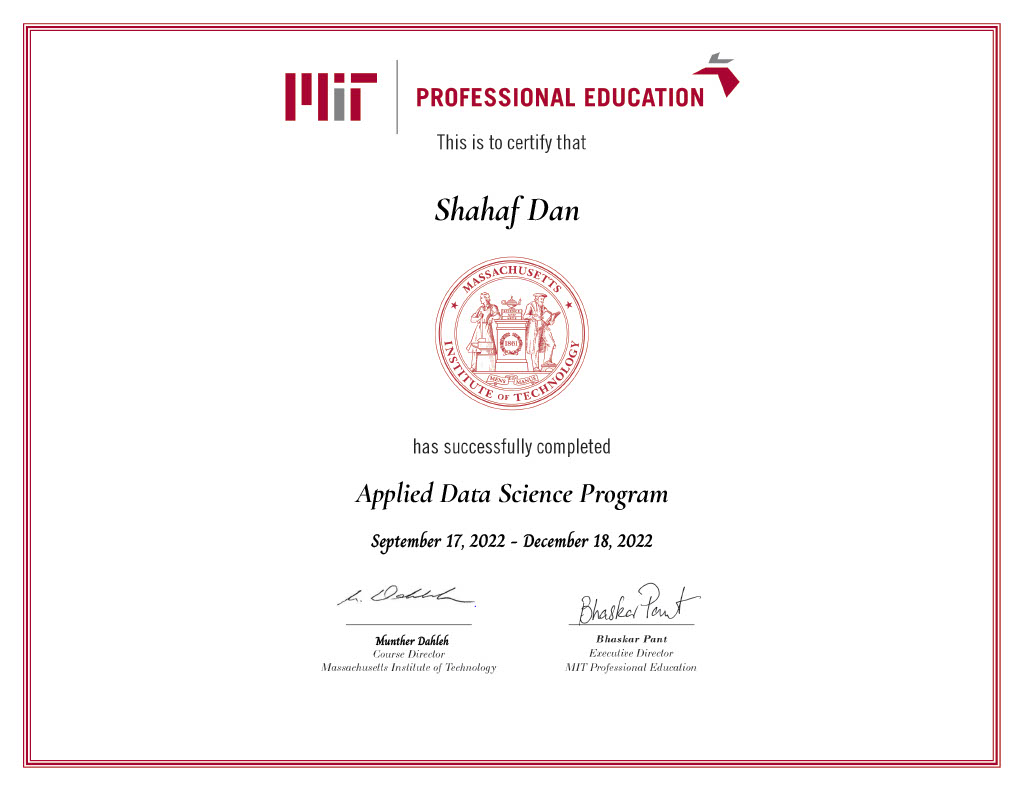 MIT PROFESSIONAL EDUCATION
This is to certify that
Shahaf Dan
MASSACHUSETTS
1861
MENS MANUS
INSTITUTE OF TECHNOLOGY
has successfully completed
Applied Data Science Program
September 17, 2022 - December 18, 2022
M. Dahleh
Bhaskar Pant
Munther Dahleh
Course Director
Massachusetts Institute of Technology
Bhaskar Pant
Executive Director
MIT Professional Education